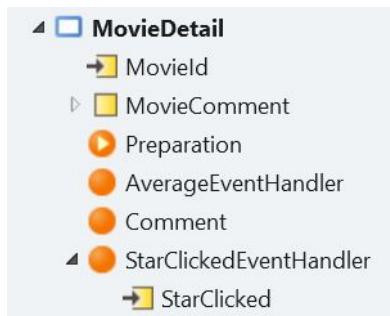 MovieDetail
MovieId
MovieComment
Preparation
AverageEventHandler
Comment
StarClickedEventHandler
StarClicked